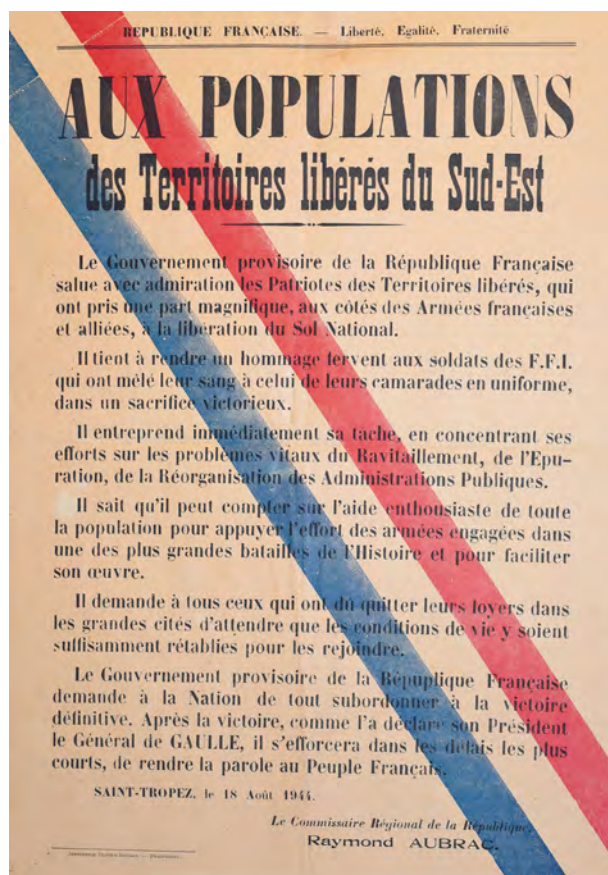 REPUBLIQUE FRANÇAISE. — Liberté, Egalité, Fraternité
AUX POPULATIONS
des Territoires libérés du Sud-Est
Le Gouvernement provisoire de la République Française
salue avec admiration les Patriotes des Territoires libérés, qui
ont pris une part magnifique, aux côtés des Armées françaises
et alliées, à la libération du Sol National.
Il tient à rendre un hommage fervent aux soldats des F.F.I.
qui ont mêlé leur sang à celui de leurs camarades en uniforme,
dans un sacrifice victorieux.
Il entreprend immédiatement sa tache, en concentrant ses
efforts sur les problèmes vitaux du Ravitaillement, de l'Epu-
ration, de la Réorganisation des Administrations Publiques.
Il sait qu'il peut compter sur l'aide enthousiaste de toute
la population pour appuyer l'effort des armées engagées dans
une des plus grandes batailles de l'Histoire et pour faciliter
son œuvre.
Il demande à tous ceux qui ont dû quitter leurs foyers dans
les grandes cités d'attendre que les conditions de vie y soient
suffisamment rétablies pour les rejoindre.
Le Gouvernement provisoire de la Répuplique Française
demande à la Nation de tout subordonner à la victoire
définitive. Après la victoire, comme l'a déclaré son Président
le Général de GAULLE, il s'efforcera dans les délais les plus
courts, de rendre la parole au Peuple Français.
SAINT-TROPEZ, le 18 Août 1944.
Le Commissaire Régional de la République,
Raymond AUBRAC.